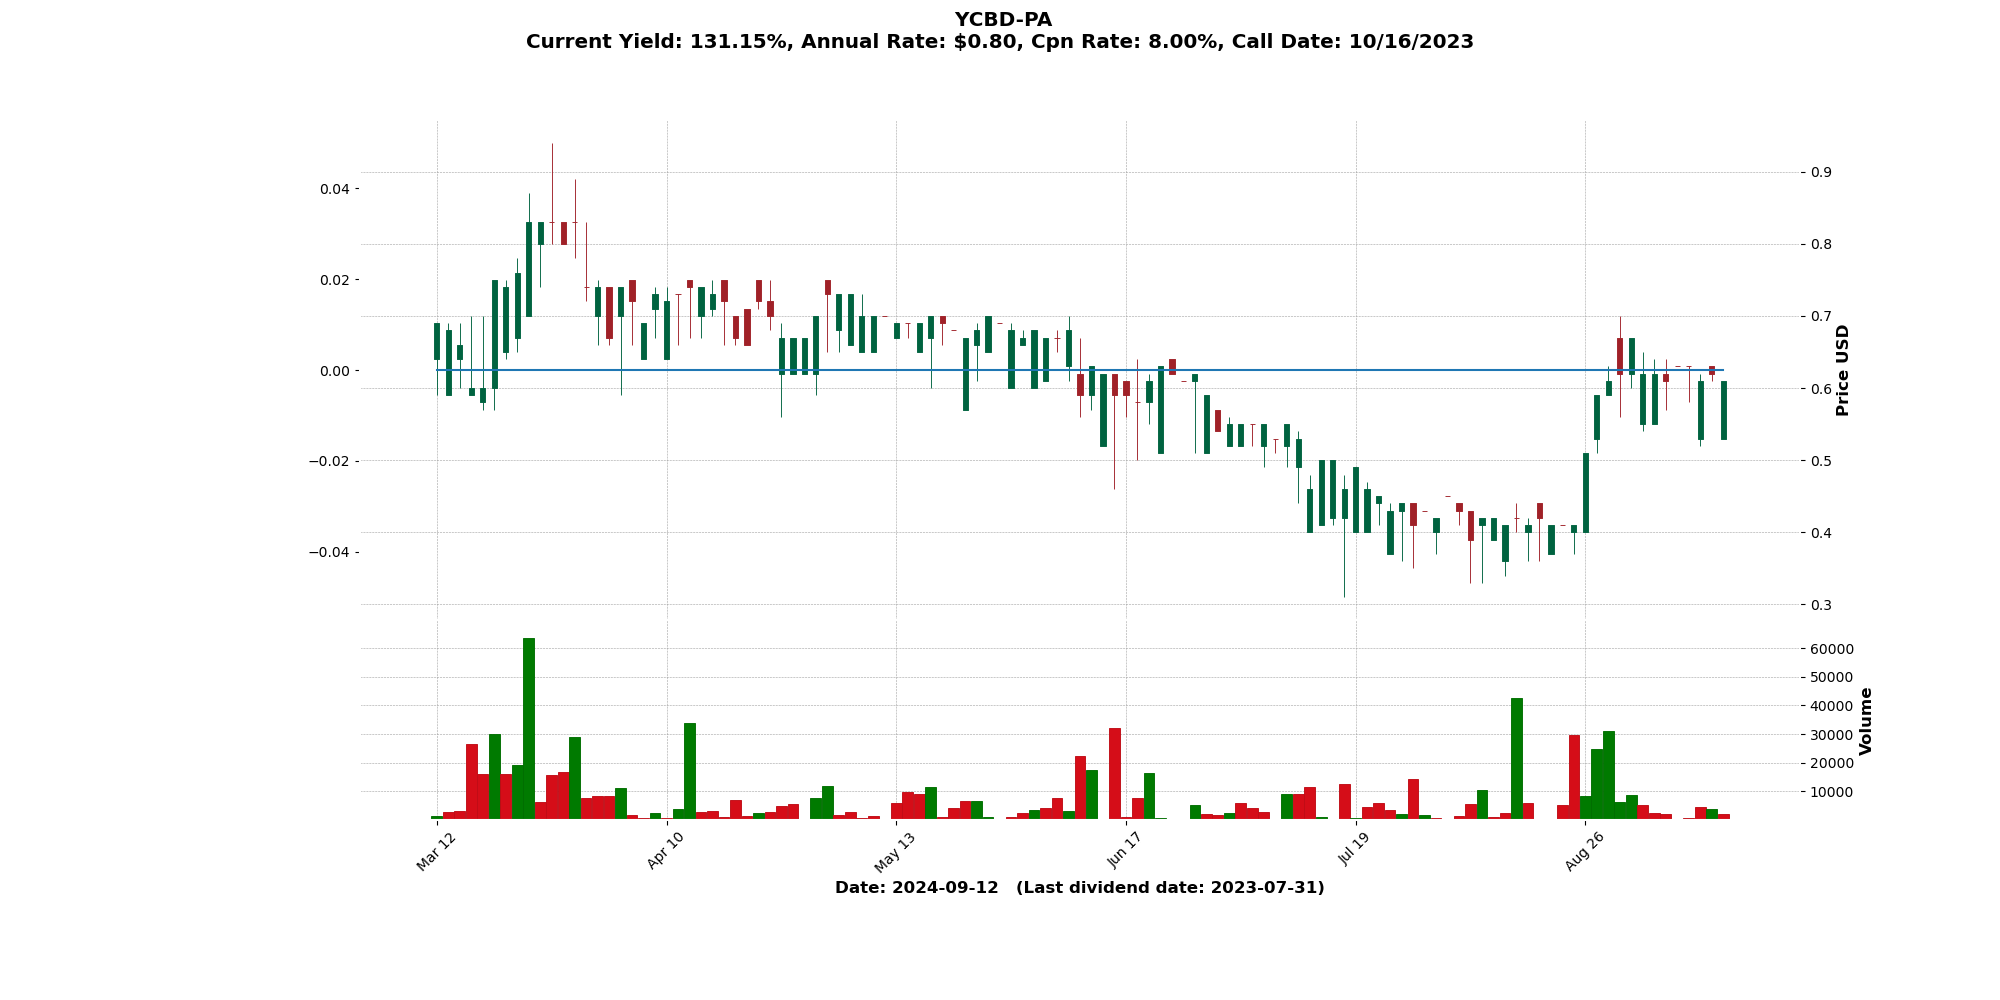 YCBD-PA
Current Yield: 131.15%, Annual Rate: $0.80, Cpn Rate: 8.00%, Call Date: 10/16/2023
0.04
0.02
0.00
−0.02
−0.04
0.9
0.8
0.7
0.6
0.5
0.4
0.3
Price USD
60000
50000
40000
30000
20000
10000
Volume
Mar 12
Apr 10
May 13
Jun 17
Jul 19
Aug 26
Date: 2024-09-12   (Last dividend date: 2023-07-31)